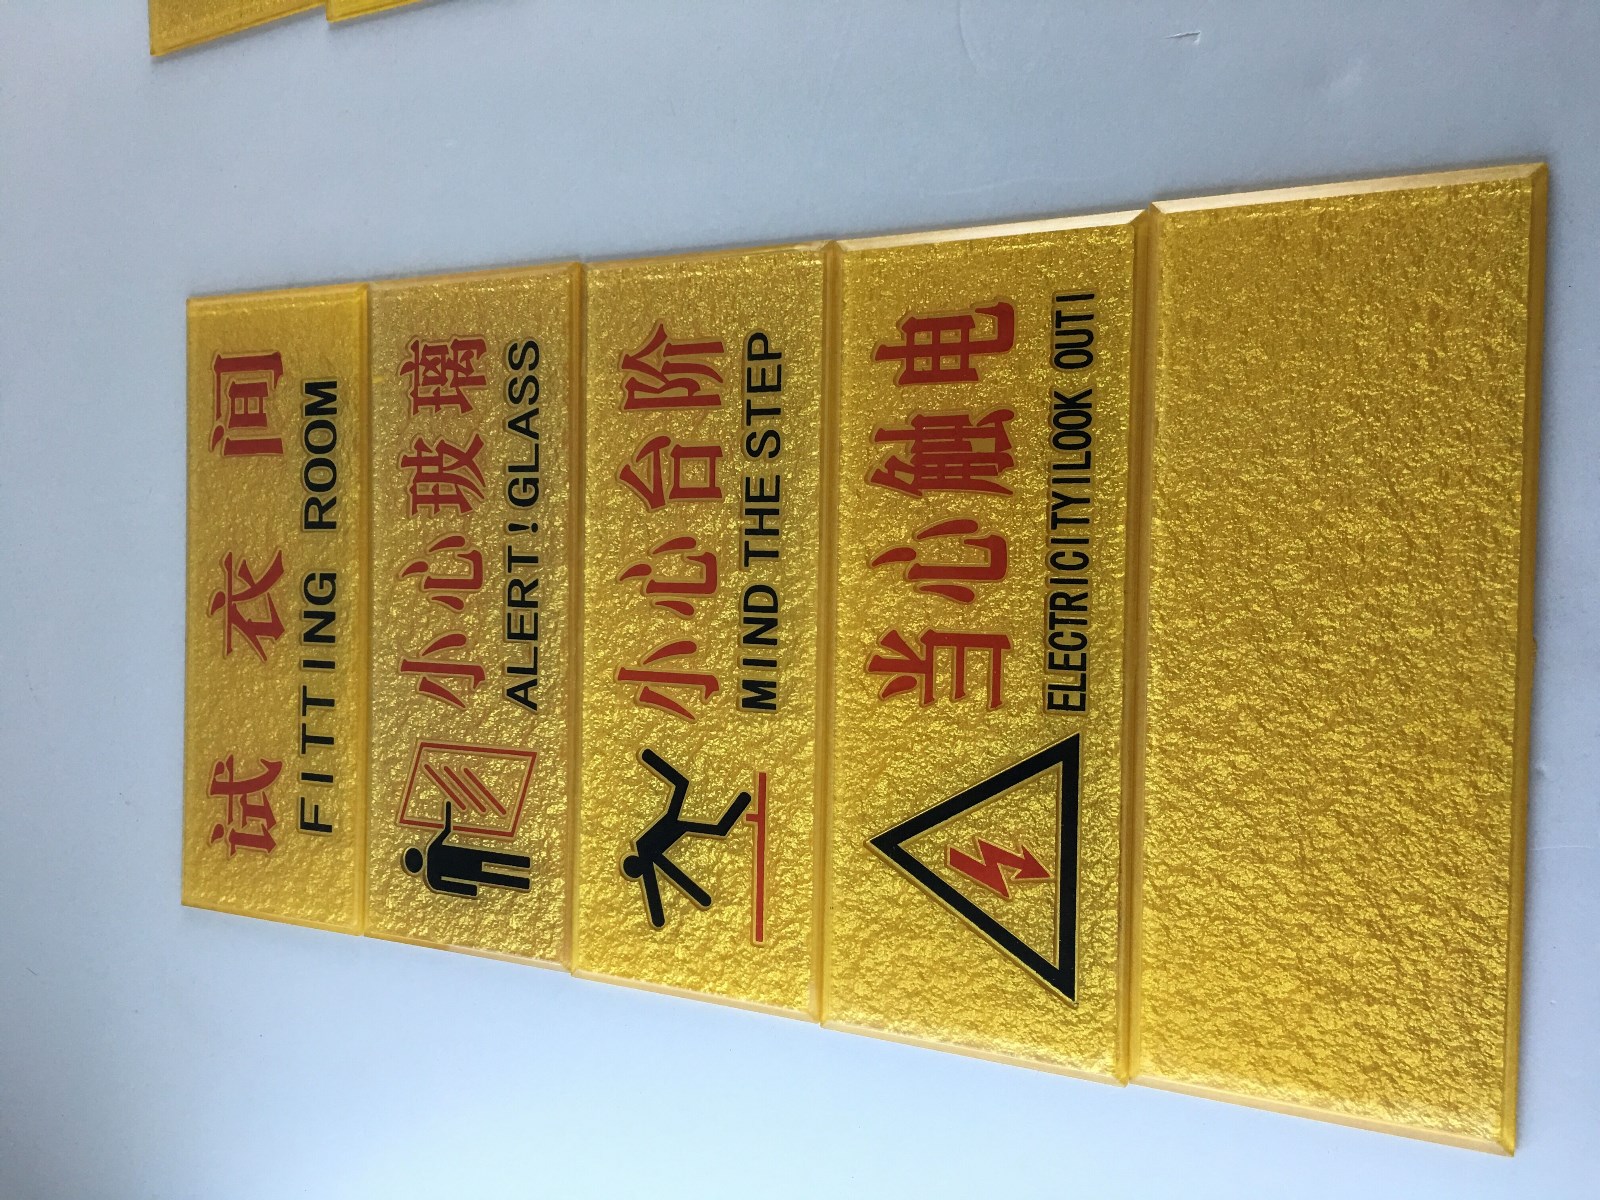 试衣间
FITTING ROOM
小心玻璃
ALERT!GLASS
小心台阶
MIND THE STEP
当心触电
ELECTRICITY!LOOK OUT!